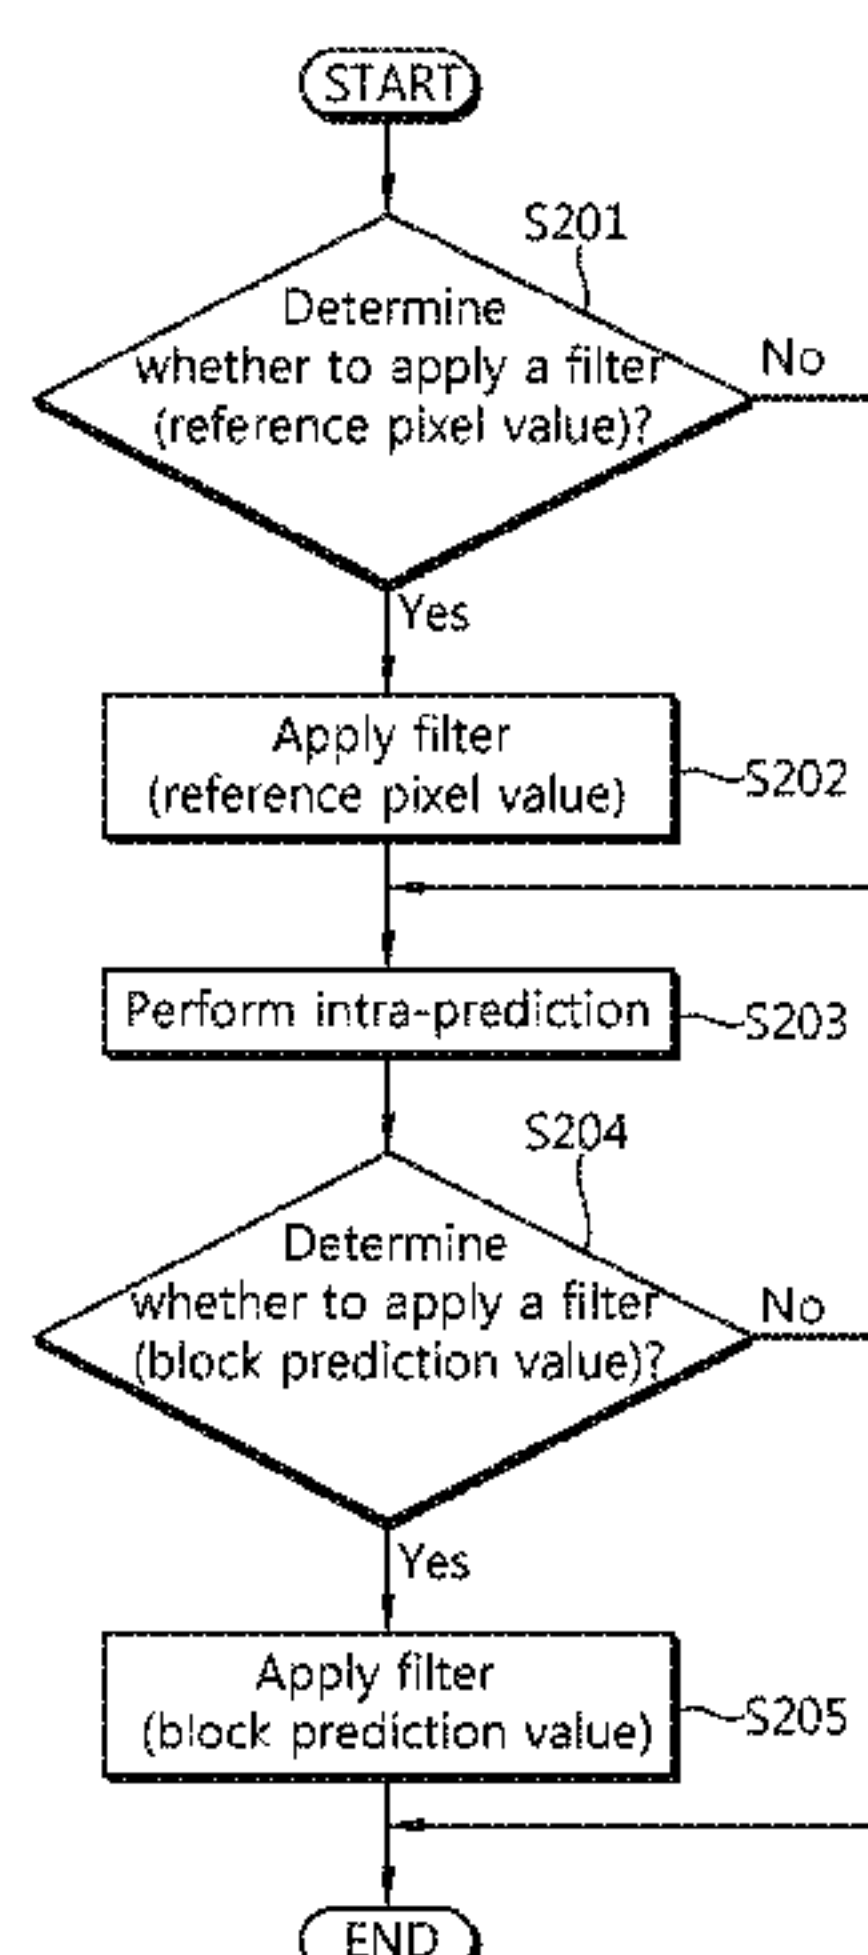 START
S201
Determine
whether to apply a filter
(reference pixel value)?
No
Yes
Apply filter
(reference pixel value)
S202
Perform intra-prediction
S203
S204
Determine
whether to apply a filter
(block prediction value)?
No
Yes
Apply filter
(block prediction value)
S205
END